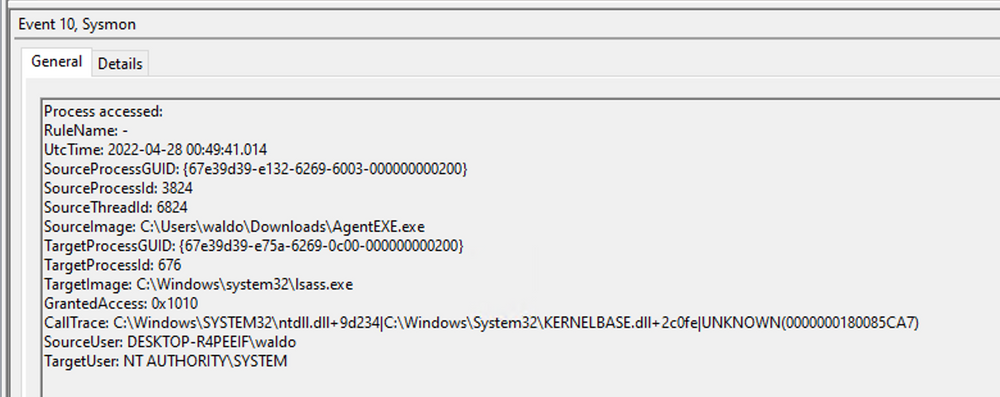 Event 10, Sysmon
General Details
Process accessed:
RuleName: -
UtcTime: 2022-04-28 00:49:41.014
SourceProcessGUID: {67e39d39-e132-6269-6003-000000000200}
SourceProcessId: 3824
SourceThreadId: 6824
SourceImage: C:\Users\waldo\Downloads\AgentEXE.exe
TargetProcessGUID: {67e39d39-e75a-6269-0c00-000000000200}
TargetProcessId: 676
TargetImage: C:\Windows\system32\lsass.exe
GrantedAccess: 0x1010
CallTrace: C:\Windows\SYSTEM32\ntdll.dll+9d234|C:\Windows\System32\KERNELBASE.dll+2c0fe|UNKNOWN(0000000180085CA7)
SourceUser: DESKTOP-R4PEEIF\waldo
TargetUser: NT AUTHORITY\SYSTEM